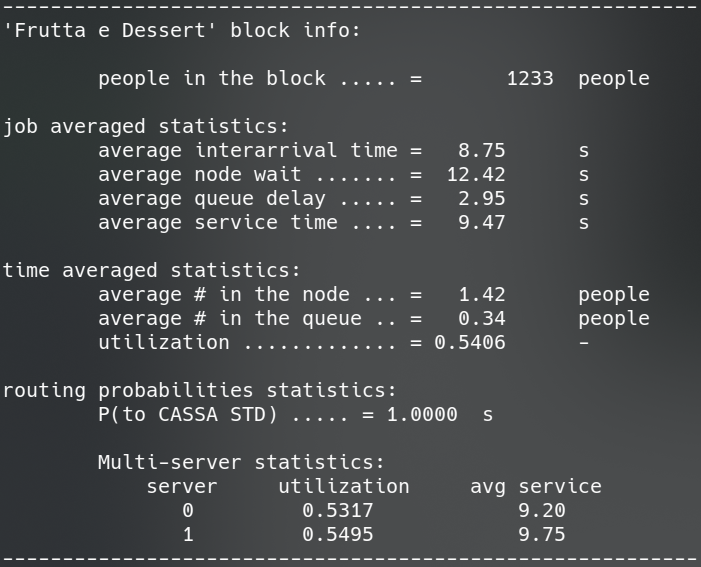 ------------------------------------------------------------
'Frutta e Dessert' block info:
people in the block ..... = 1233 people
job averaged statistics:
average interarrival time = 8.75 s
average node wait ....... = 12.42 s
average queue delay ..... = 2.95 s
average service time .... = 9.47 s
time averaged statistics:
average # in the node ... = 1.42 people
average # in the queue .. = 0.34 people
utilization ............. = 0.5406 -
routing probabilities statistics:
P(to CASSA STD) ..... = 1.0000 s
Multi-server statistics:
server utilization avg service
0 0.5317 9.20
1 0.5495 9.75
------------------------------------------------------------